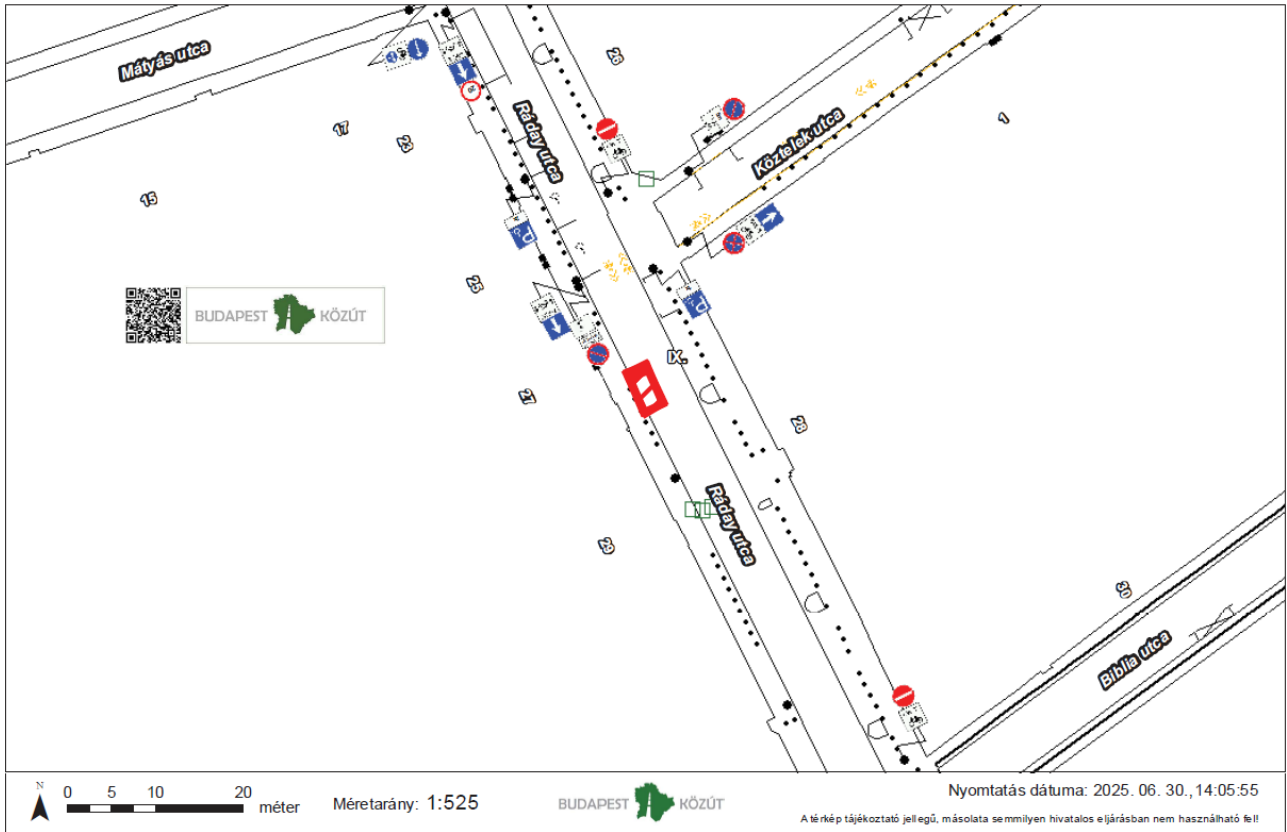 Mátyás utca
17
23
15
Ráday utca
26
Köztelek utca
1
25
BUDAPEST KÖZÚT
IX.
27
28
Ráday utca
29
30
Biblia utca
N
0 5 10 20 méter
Méretarány: 1:525
BUDAPEST KÖZÚT
Nyomtatás dátuma: 2025. 06. 30., 14:05:55
A térkép tájékoztató jellegű, másolata semmilyen hivatalos eljárásban nem használható fel!